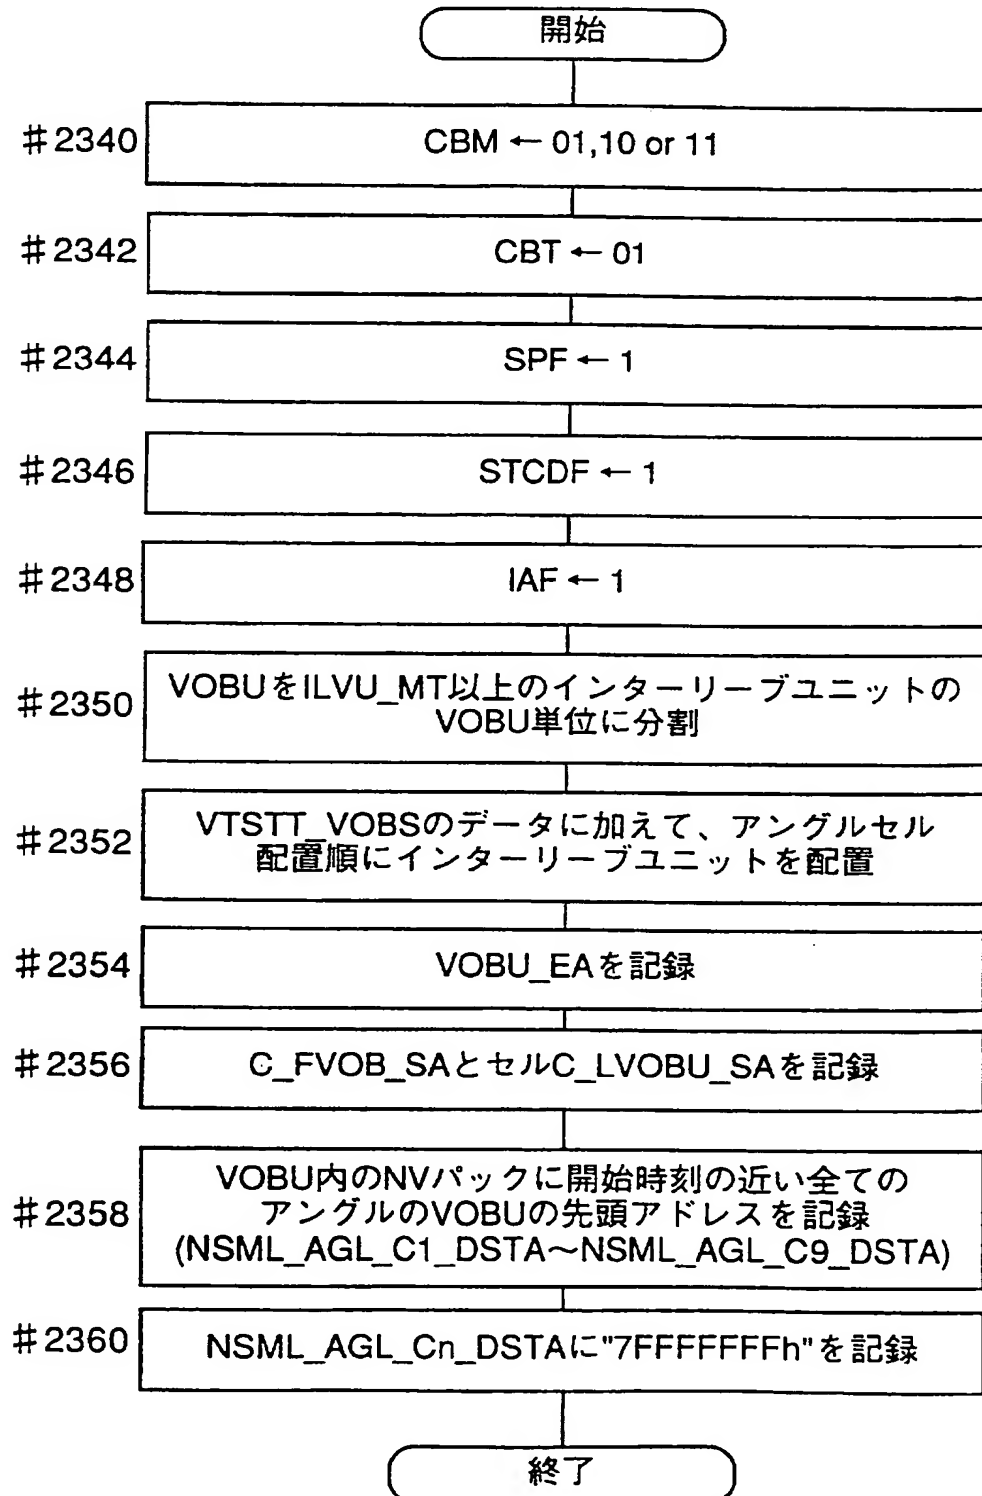 開始
#2340 CBM ← 01,10 or 11
#2342 CBT ← 01
#2344 SPF ← 1
#2346 STCDF ← 1
#2348 IAF ← 1
#2350 VOBUをILVU_MT以上のインターリーブユニットの
VOBU単位に分割
#2352 VTSTT_VOBSのデータに加えて、アングルセル
配置順にインターリーブユニットを配置
#2354 VOBU_EAを記録
#2356 C_FVOB_SAとセルC_LVOBU_SAを記録
#2358 VOBU内のNVパックに開始時刻の近い全ての
アングルのVOBUの先頭アドレスを記録
(NSML_AGL_C1_DSTA～NSML_AGL_C9_DSTA)
#2360 NSML_AGL_Cn_DSTAに"7FFFFFFFh"を記録
終了